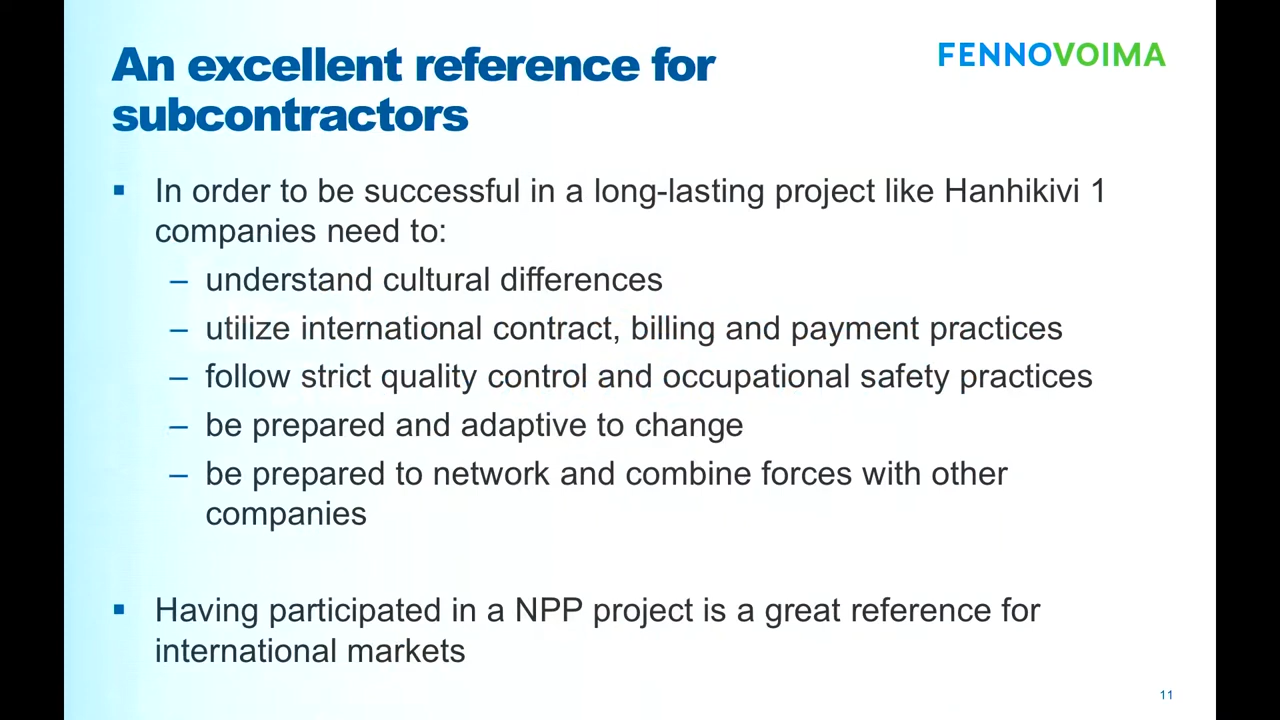 An excellent reference for
subcontractors
FENNOVOIMA
▪ In order to be successful in a long-lasting project like Hanhikivi 1
companies need to:
– understand cultural differences
– utilize international contract, billing and payment practices
– follow strict quality control and occupational safety practices
– be prepared and adaptive to change
– be prepared to network and combine forces with other
companies
▪ Having participated in a NPP project is a great reference for
international markets
11